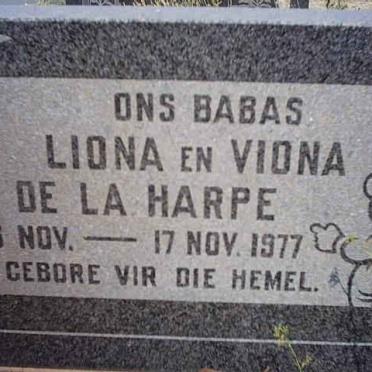 ONS BABAS
LIONA EN VIONA
DE LA HARPE
NOV. — 17 NOV. 1977
GEBORE VIR DIE HEMEL.